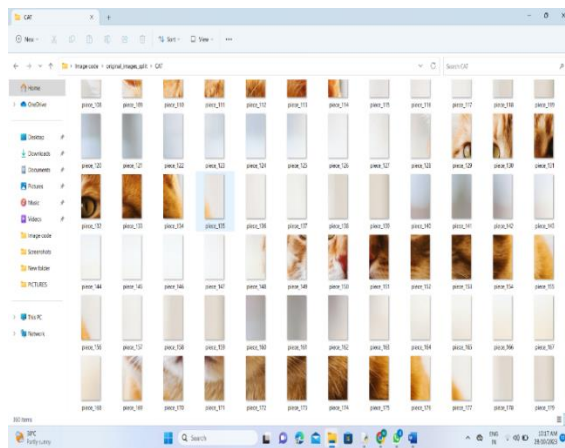 CAT
New
Sort
View
Image code > original_images_split > CAT
Search CAT
Home
OneDrive
Desktop
Downloads
Documents
Pictures
Music
Videos
Image code
Screenshots
New folder
PICTURES
This PC
Network
piece_108 piece_109 piece_110 piece_111 piece_112 piece_113 piece_114 piece_115 piece_116 piece_117 piece_118 piece_119
piece_120 piece_121 piece_122 piece_123 piece_124 piece_125 piece_126 piece_127 piece_128 piece_129 piece_130 piece_131
piece_132 piece_133 piece_134 piece_135 piece_136 piece_137 piece_138 piece_139 piece_140 piece_141 piece_142 piece_143
piece_144 piece_145 piece_146 piece_147 piece_148 piece_149 piece_150 piece_151 piece_152 piece_153 piece_154 piece_155
piece_156 piece_157 piece_158 piece_159 piece_160 piece_161 piece_162 piece_163 piece_164 piece_165 piece_166 piece_167
piece_168 piece_169 piece_170 piece_171 piece_172 piece_173 piece_174 piece_175 piece_176 piece_177 piece_178 piece_179
Partly sunny
Search
ENG
IN